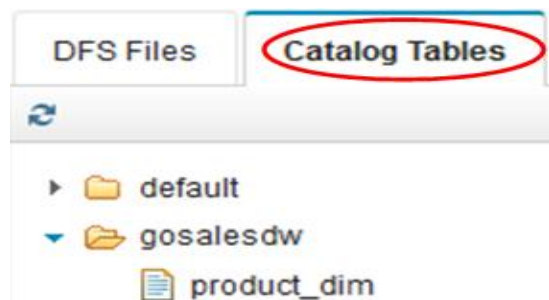 DFS Files Catalog Tables
default
gosalesdw
product_dim